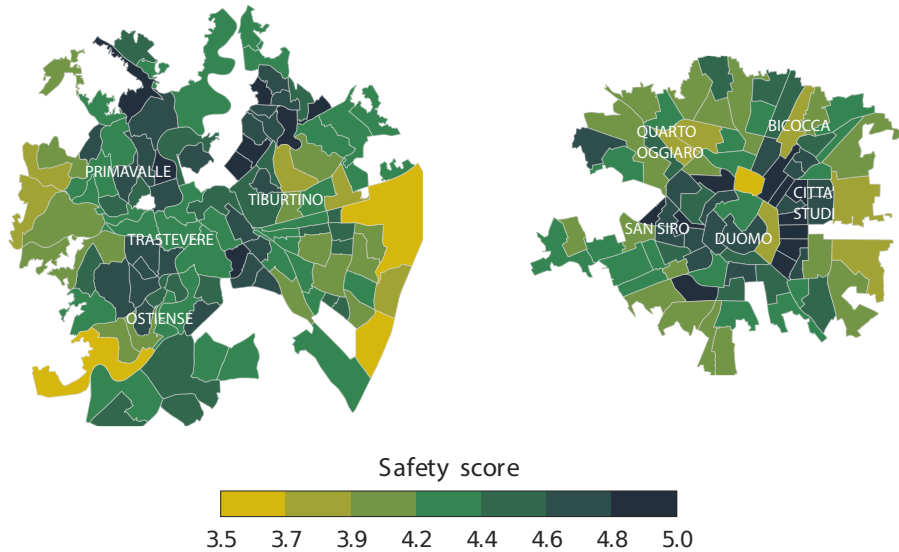 PRIMAVALLE
TIBURTINO
TRASTEVERE
OSTIENSE
QUARTO
OGGIARO
BICOCCA
CITTA'
STUDI
SAN SIRO
DUOMO
Safety score
3.5 3.7 3.9 4.2 4.4 4.6 4.8 5.0